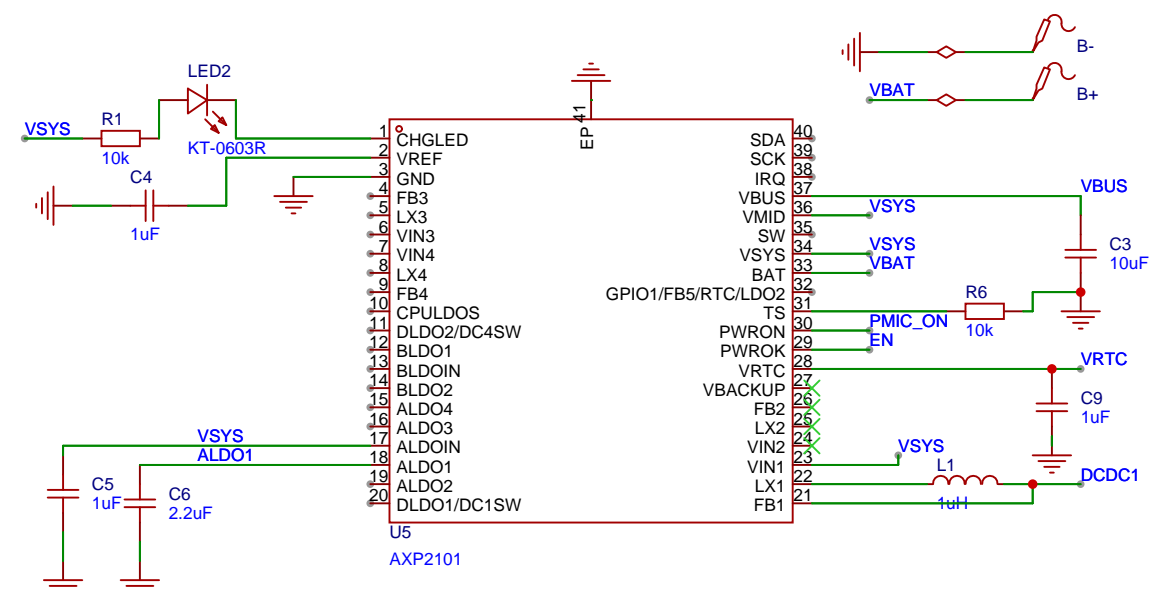 LED2
R1
VSYS
10k
KT-0603R
C4
1uF
EP
41
B-
VBAT
B+
1 CHGLED
2 VREF
3 GND
4 FB3
5 LX3
6 VIN3
7 VIN4
8 LX4
9 FB4
10 CPULDOS
11 DLDO2/DC4SW
12 BLDO1
13 BLDOIN
14 BLDO2
15 ALDO4
16 ALDO3
17 ALDOIN
18 ALDO1
19 ALDO2
20 DLDO1/DC1SW
SDA 40
SCK 39
IRQ 38
VBUS 37
VMID 36
SW 35
VSYS 34
BAT 33
GPIO1/FB5/RTC/LDO2 32
TS 31
PWRON 30
PWROK 29
VRTC 28
VBACKUP 27
FB2 26
LX2 25
VIN2 24
VIN1 23
LX1 22
FB1 21
VBUS
VSYS
VSYS
VBAT
C3
10uF
R6
10k
PMIC_ON
EN
VRTC
C9
1uF
VSYS
L1
1uH
DCDC1
VSYS
ALDO1
C5
1uF
C6
2.2uF
U5
AXP2101